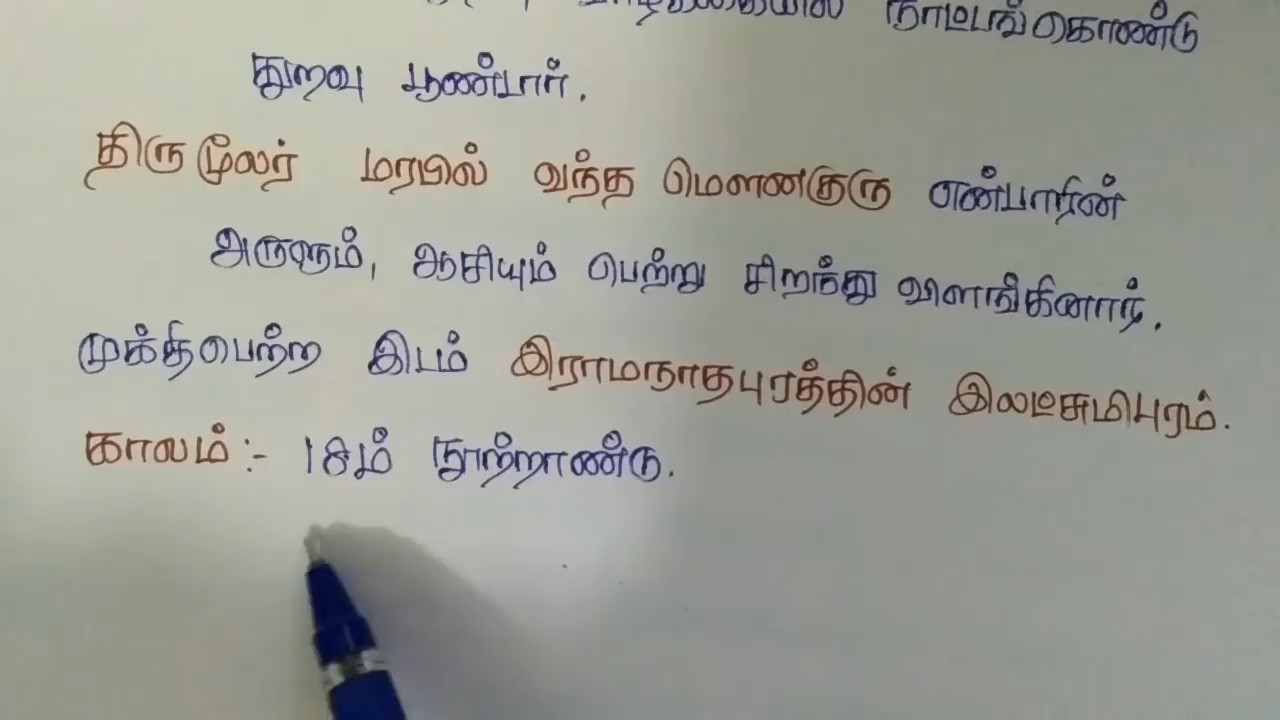 வாழ்க்கையில் நாட்டங்கொண்டு
துறவு பூண்டார்.
திருமூலர் மரபில் வந்த மௌனகுரு என்பாரின்
அருளும், ஆசியும் பெற்று சிறந்து விளங்கினார்.
முக்திபெற்ற இடம் இராமநாதபுரத்தின் இலட்சுமிபுரம்.
காலம்:- 18ம் நூற்றாண்டு.